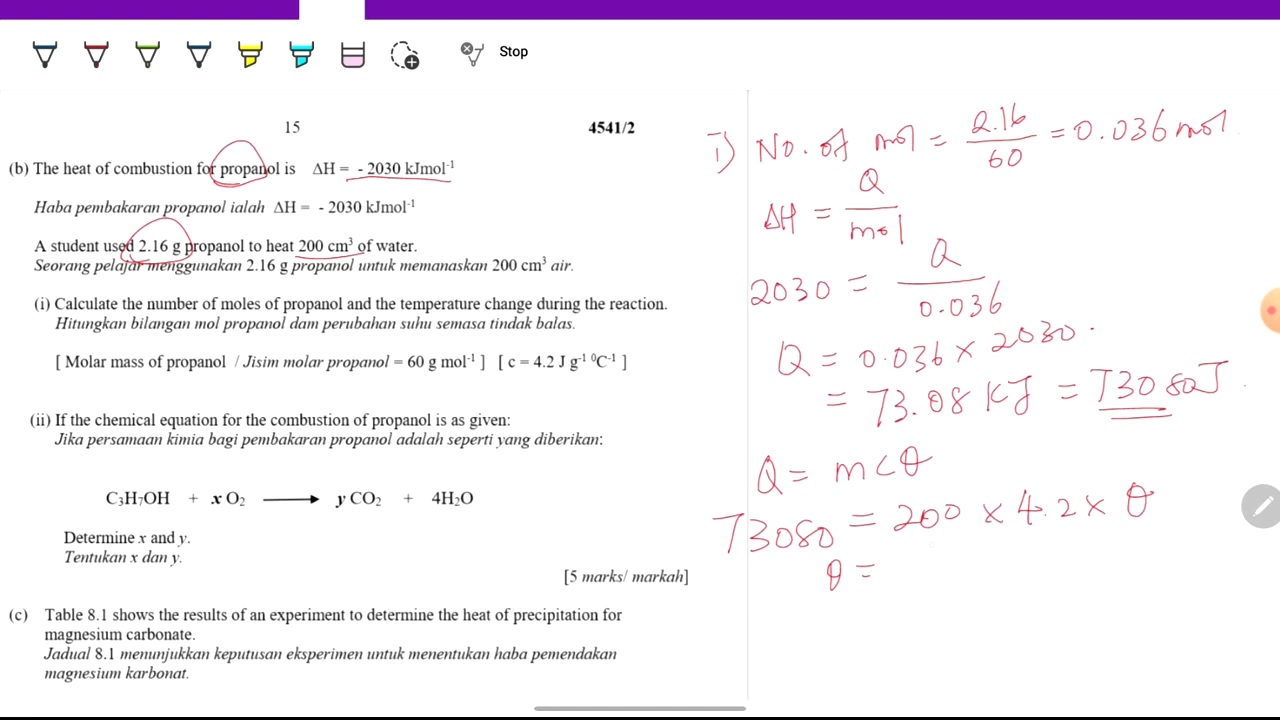 Stop
15 4541/2
(b) The heat of combustion for propanol is ΔH = - 2030 kJmol⁻¹
Haba pembakaran propanol ialah ΔH = - 2030 kJmol⁻¹
A student used 2.16 g propanol to heat 200 cm³ of water.
Seorang pelajar menggunakan 2.16 g propanol untuk memanaskan 200 cm³ air.
(i) Calculate the number of moles of propanol and the temperature change during the reaction.
Hitungkan bilangan mol propanol dam perubahan suhu semasa tindak balas.
[ Molar mass of propanol / Jisim molar propanol = 60 g mol⁻¹ ] [ c = 4.2 J g⁻¹ ⁰C⁻¹ ]
(ii) If the chemical equation for the combustion of propanol is as given:
Jika persamaan kimia bagi pembakaran propanol adalah seperti yang diberikan:
C₃H₇OH + x O₂ ⟶ y CO₂ + 4H₂O
Determine x and y.
Tentukan x dan y.
[5 marks/ markah]
(c) Table 8.1 shows the results of an experiment to determine the heat of precipitation for
magnesium carbonate.
Jadual 8.1 menunjukkan keputusan eksperimen untuk menentukan haba pemendakan
magnesium karbonat.
i) No. of mol = 2.16 / 60 = 0.036 mol
ΔH = Q / mol
2030 = Q / 0.036
Q = 0.036 × 2030
= 73.08 KJ = 73080J
Q = mcθ
73080 = 200 × 4.2 × θ
θ =